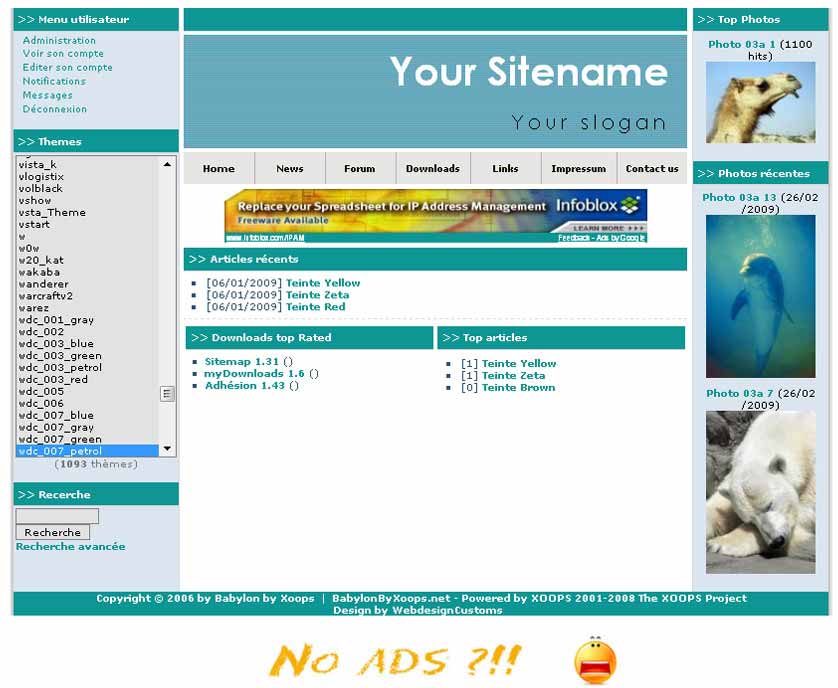 >> Menu utilisateur
Administration
Voir son compte
Editer son compte
Notifications
Messages
Déconnexion
>> Themes
vista_k
vlogistix
volblack
vshow
vsta_Theme
vstart
w
w0w
w20_kat
wakaba
wanderer
warcraftv2
warez
wdc_001_gray
wdc_002
wdc_003_blue
wdc_003_green
wdc_003_petrol
wdc_003_red
wdc_005
wdc_006
wdc_007_blue
wdc_007_gray
wdc_007_green
wdc_007_petrol
(1093 thèmes)
>> Recerche
Recherche
Recherche avancée
Your Sitename
Your slogan
Home News Forum Downloads Links Impressum Contact us
Replace your Spreadsheet for IP Address Management
Freeware Available
Infoblox
LEARN MORE >>>
www.infoblox.com/IPAM
Feedback - Ads by Google
>> Articles récents
[06/01/2009] Teinte Yellow
[06/01/2009] Teinte Zeta
[06/01/2009] Teinte Red
>> Downloads top Rated
Sitemap 1.31 ()
myDownloads 1.6 ()
Adhésion 1.43 ()
>> Top articles
[1] Teinte Yellow
[1] Teinte Zeta
[0] Teinte Brown
>> Top Photos
Photo 03a 1 (1100
hits)
>> Photos récentes
Photo 03a 13 (26/02
/2009)
Photo 03a 7 (26/02
/2009)
Copyright © 2006 by Babylon by Xoops | BabylonByXoops.net - Powered by XOOPS 2001-2008 The XOOPS Project
Design by WebdesignCustoms
No ADS ?!!